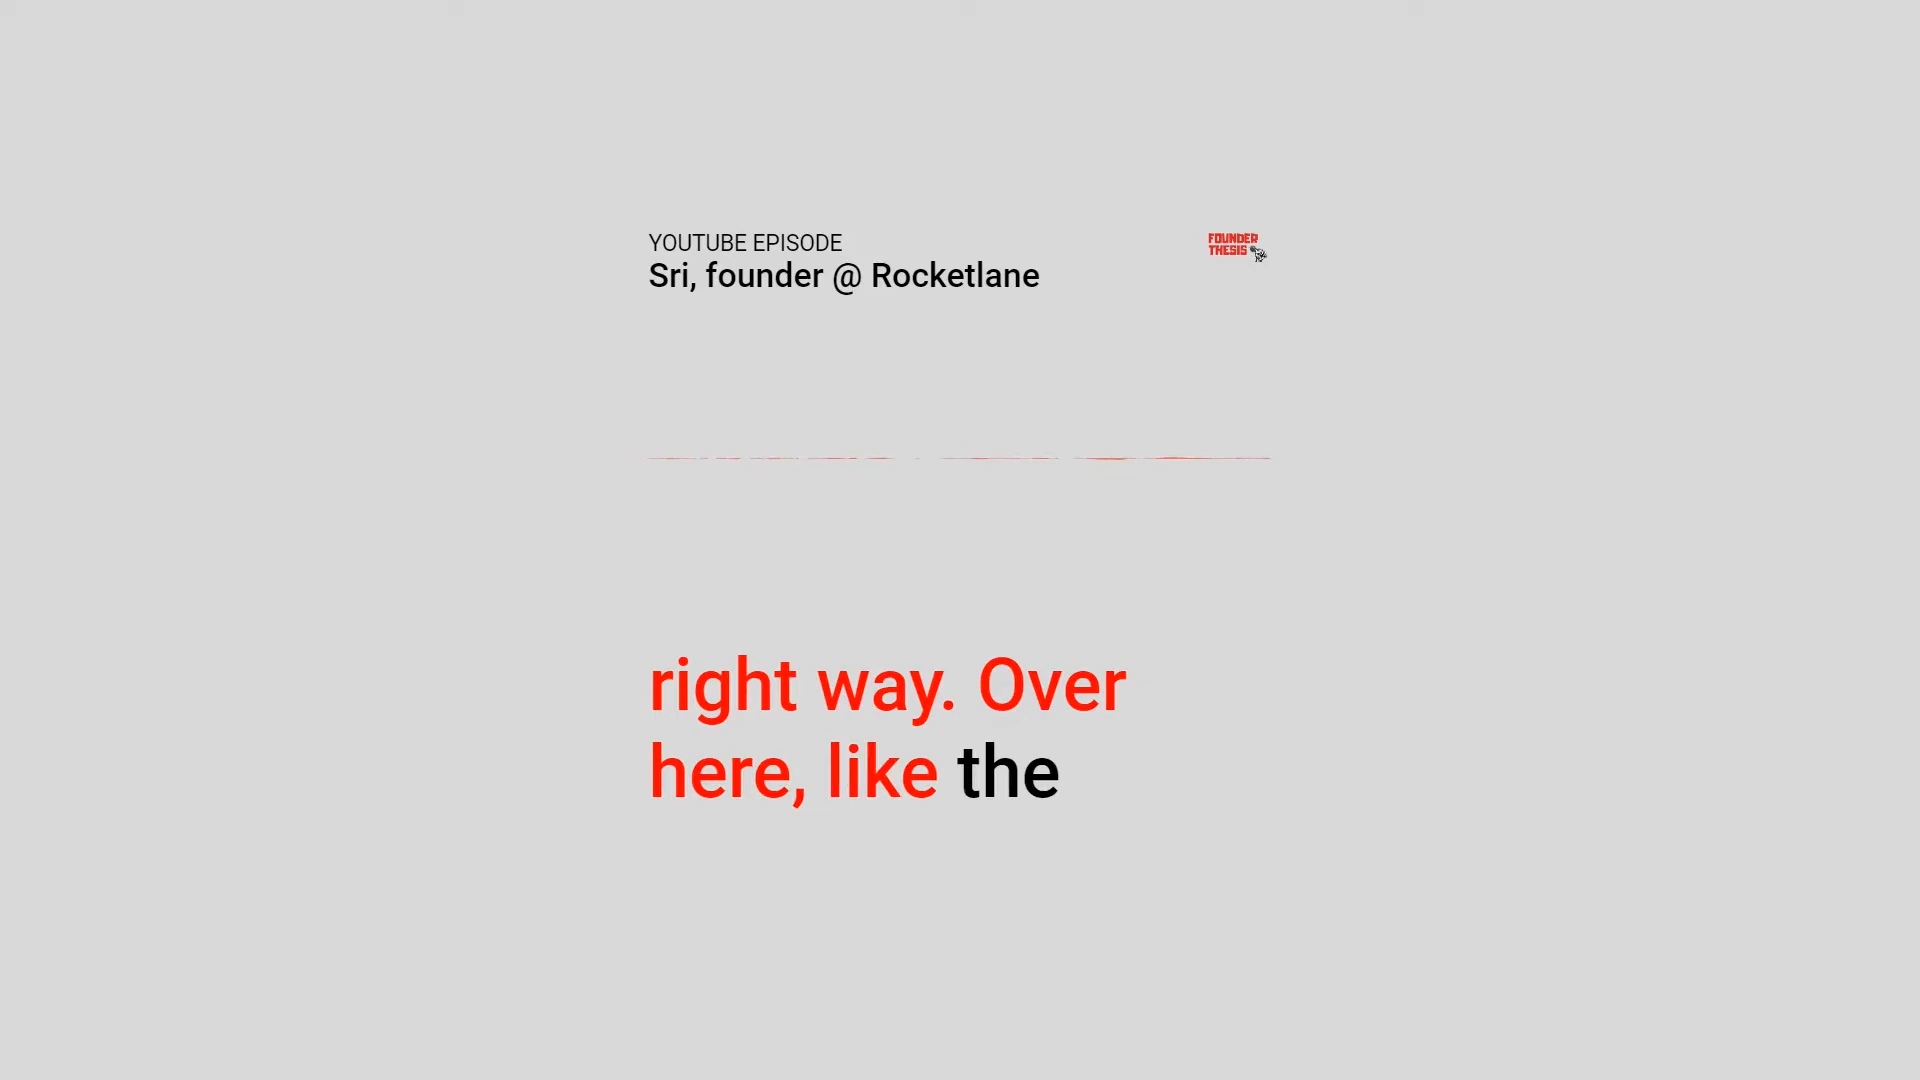 YOUTUBE EPISODE
Sri, founder @ Rocketlane
FOUNDER
THESIS
right way. Over
here, like the